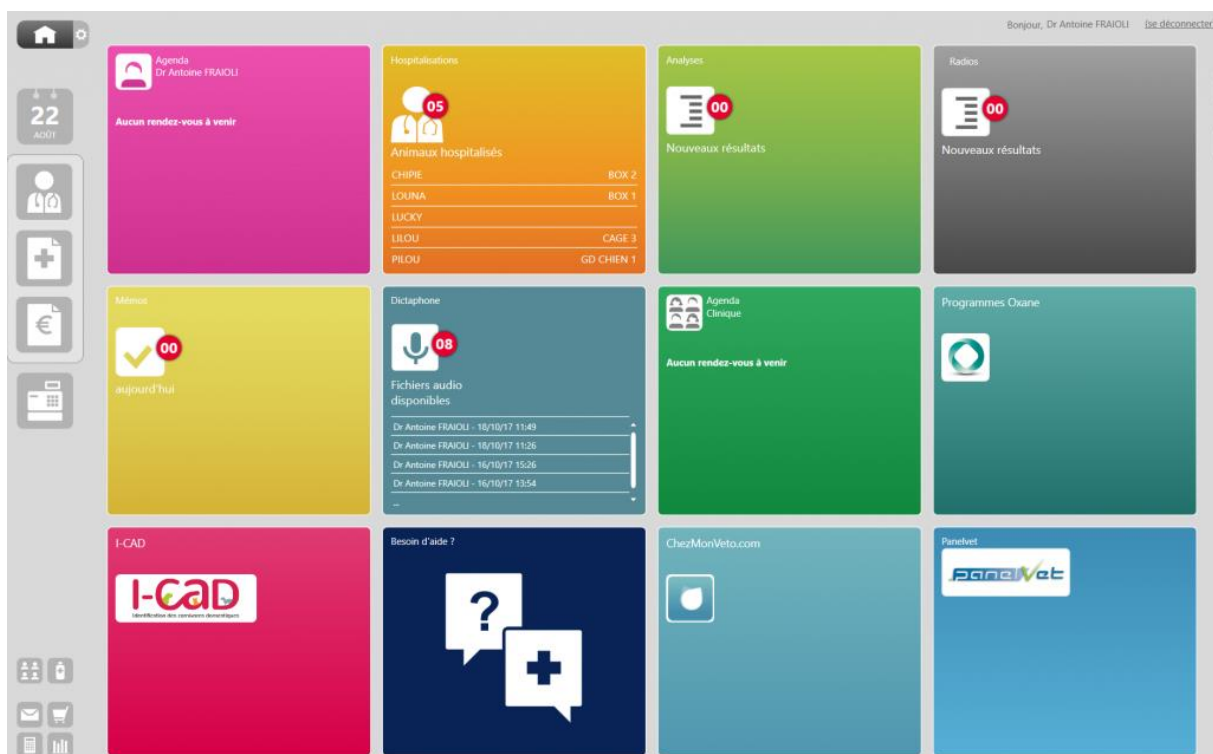 Bonjour, Dr Antoine FRAIOLI (se déconnecter
22
AOÛT
Agenda
Dr Antoine FRAIOLI
Aucun rendez-vous à venir
Hospitalisations
05
Animaux hospitalisés
CHIPIE BOX 2
LOUNA BOX 1
LUCKY
LILOU CAGE 3
PILOU GD CHIEN 1
Analyses
00
Nouveaux résultats
Radios
00
Nouveaux résultats
Mémos
00
aujourd'hui
Dictaphone
08
Fichiers audio
disponibles
Dr Antoine FRAIOLI - 18/10/17 11:49
Dr Antoine FRAIOLI - 18/10/17 11:26
Dr Antoine FRAIOLI - 16/10/17 15:26
Dr Antoine FRAIOLI - 16/10/17 13:54
...
Agenda
Clinique
Aucun rendez-vous à venir
Programmes Oxane
I-CAD
I-CaD
Identification des carnivores domestiques
Besoin d'aide ?
?
ChezMonVeto.com
Panelvet
panelVet